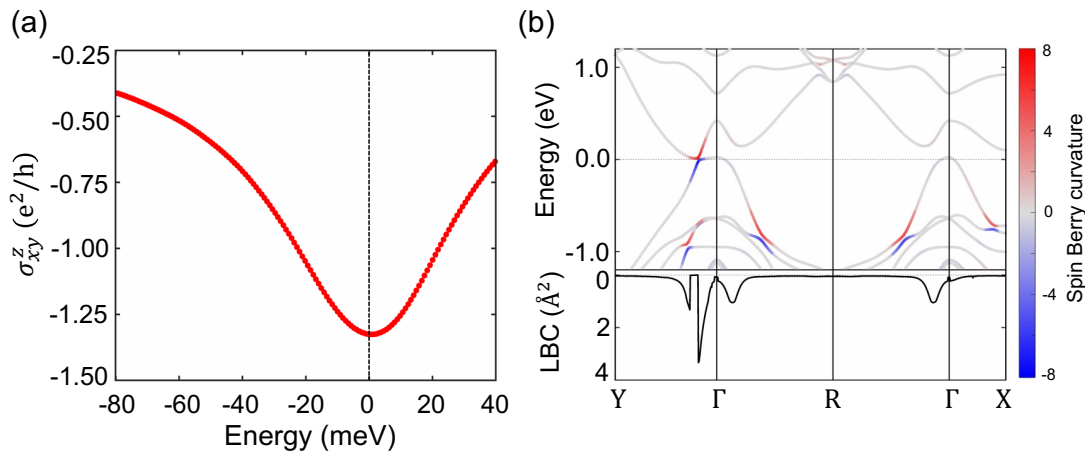 (a)
-0.25
-0.50
-0.75
-1.00
-1.25
-1.50
σ_xy^z (e²/h)
-80 -60 -40 -20 0 20 40
Energy (meV)
(b)
1.0
0.0
-1.0
Energy (eV)
0
2
4
LBC (Å²)
Y Γ R Γ X
8
4
0
-4
-8
Spin Berry curvature